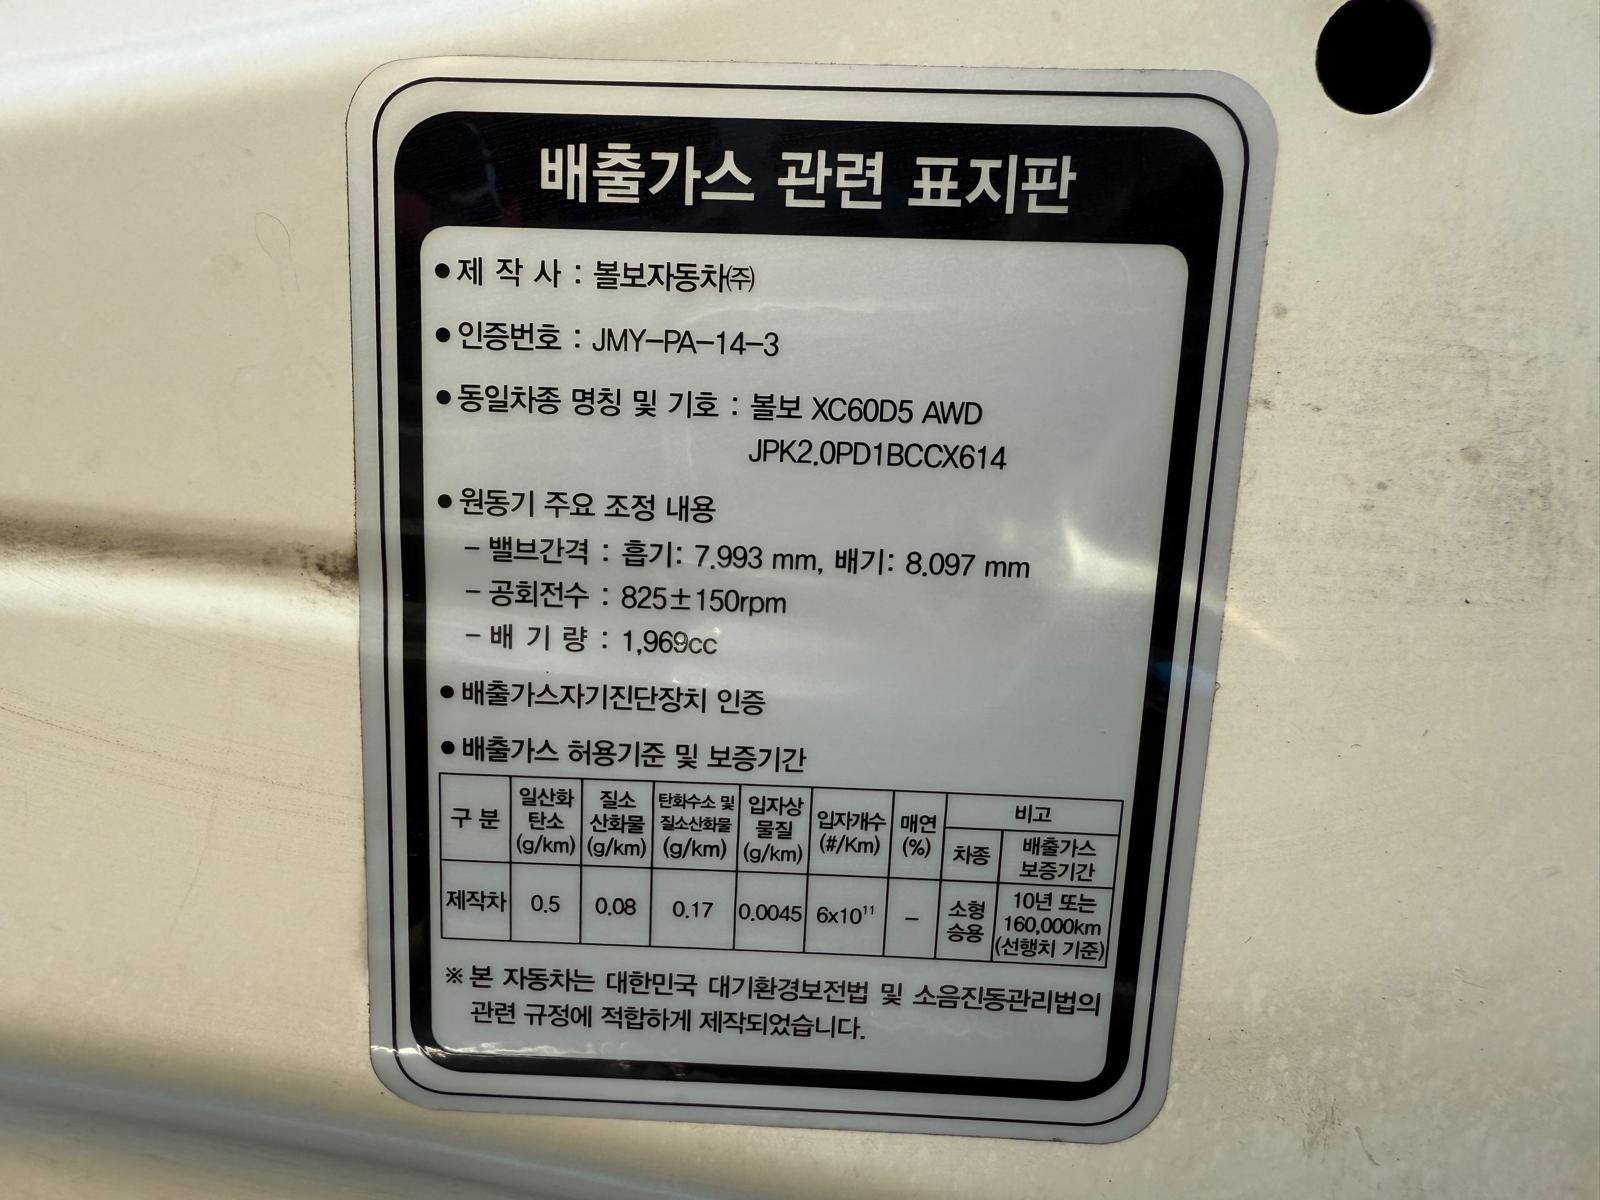 배출가스 관련 표지판
● 제 작 사 : 볼보자동차㈜
● 인증번호 : JMY-PA-14-3
● 동일차종 명칭 및 기호 : 볼보 XC60D5 AWD
JPK2.0PD1BCCX614
● 원동기 주요 조정 내용
- 밸브간격 : 흡기: 7.993 mm, 배기: 8.097 mm
- 공회전수 : 825±150rpm
- 배 기 량 : 1,969cc
● 배출가스자기진단장치 인증
● 배출가스 허용기준 및 보증기간
구 분 일산화탄소 (g/km) 질소산화물 (g/km) 탄화수소 및 질소산화물 (g/km) 입자상물질 (g/km) 입자개수 (#/Km) 매연 (%) 비고
차종 배출가스 보증기간
제작차 0.5 0.08 0.17 0.0045 6x10¹¹ - 소형승용 10년 또는 160,000km (선행치 기준)
※ 본 자동차는 대한민국 대기환경보전법 및 소음진동관리법의
관련 규정에 적합하게 제작되었습니다.